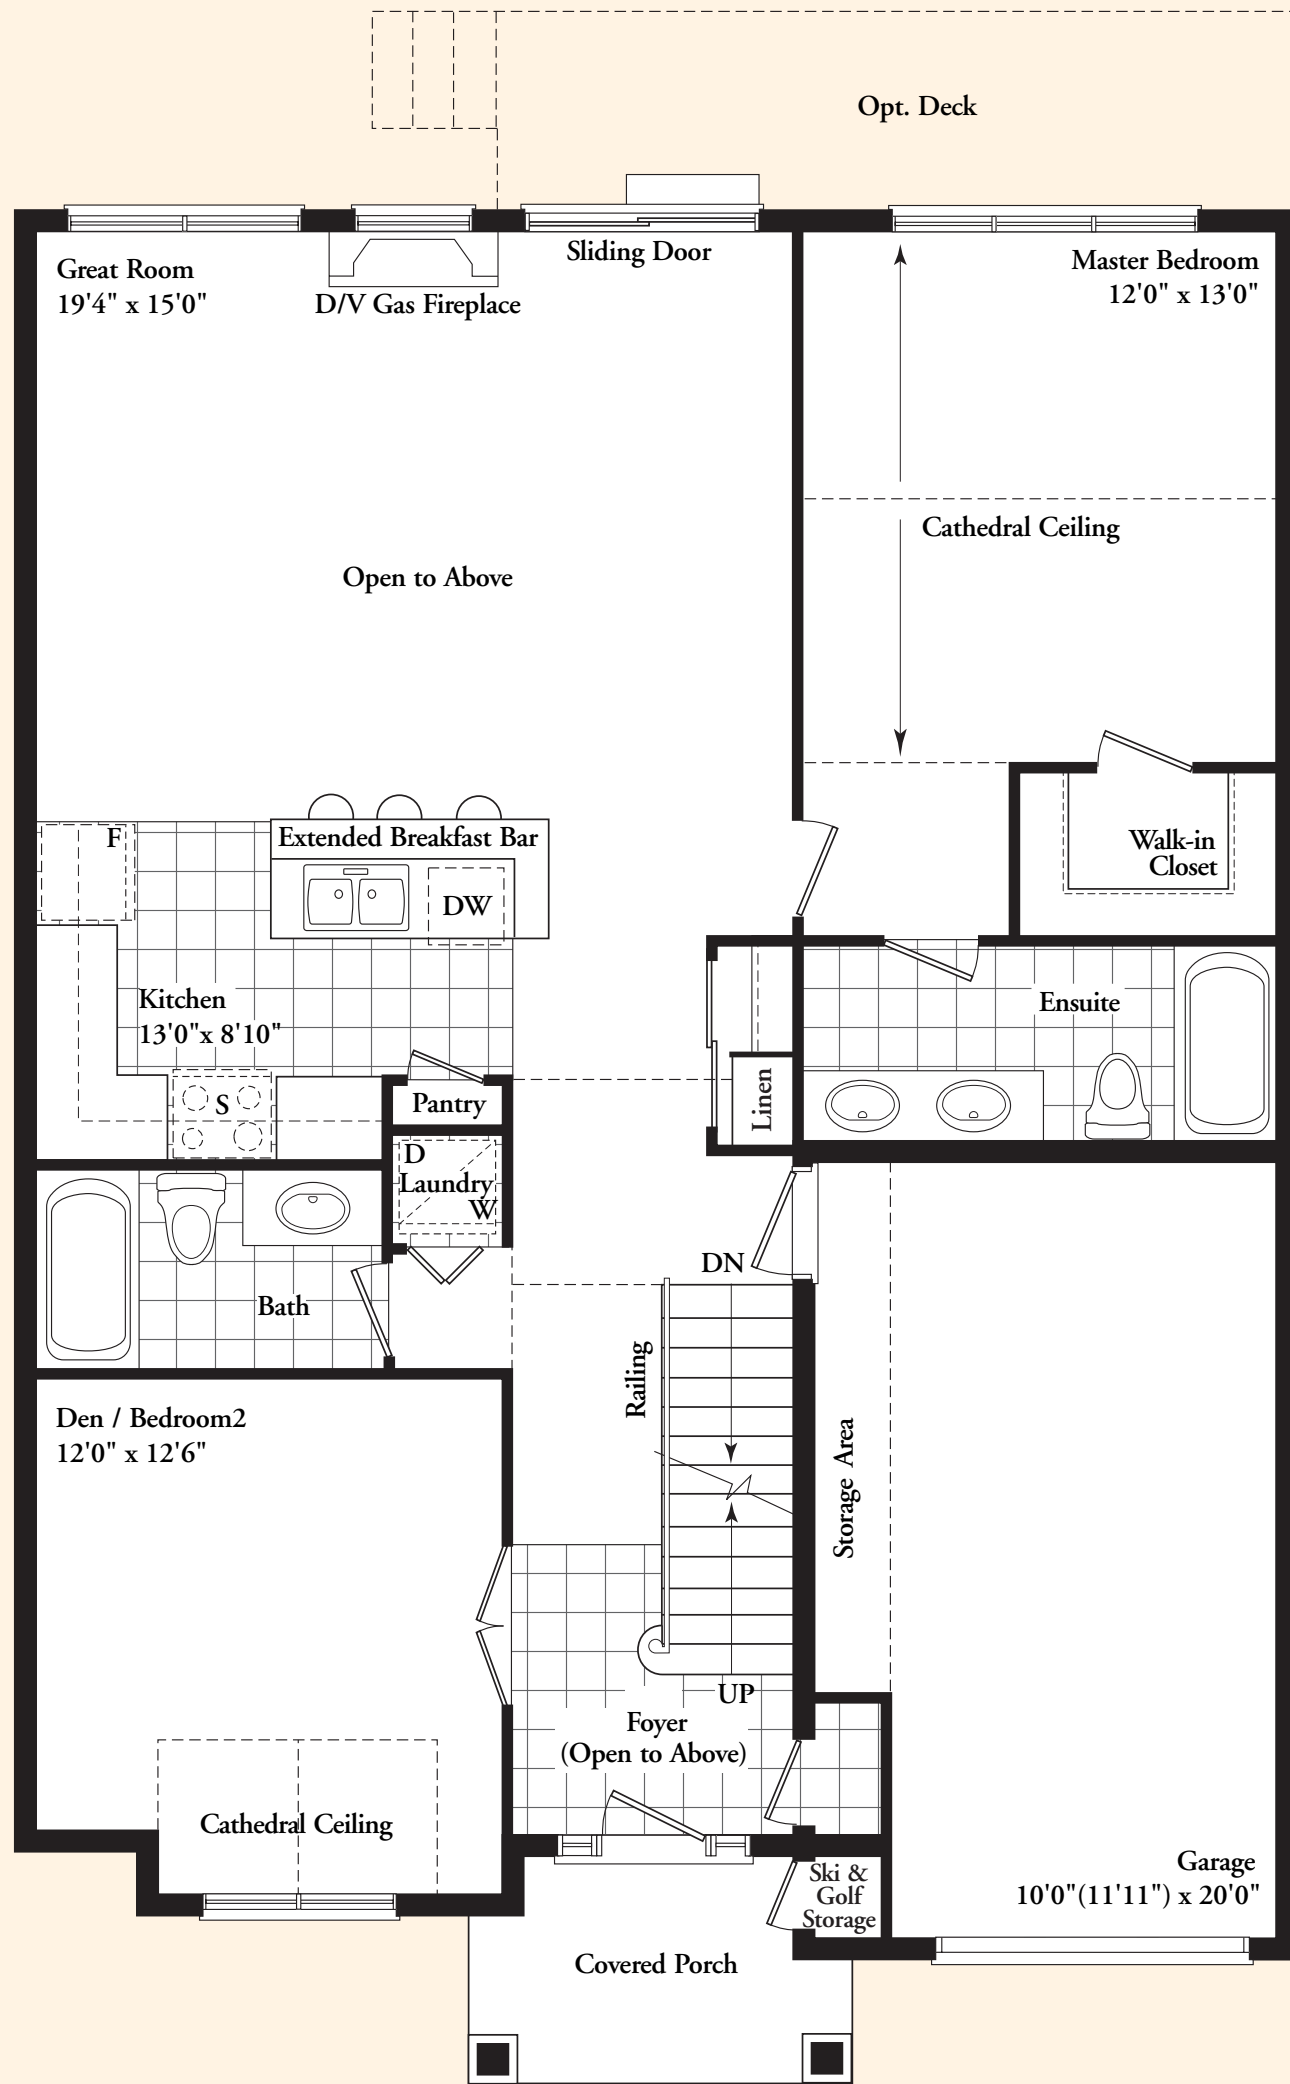 Opt. Deck
Great Room
19'4" x 15'0"
D/V Gas Fireplace
Sliding Door
Master Bedroom
12'0" x 13'0"
Cathedral Ceiling
Open to Above
F
Extended Breakfast Bar
DW
Walk-in
Closet
Kitchen
13'0"x 8'10"
Ensuite
S
Pantry
Linen
D
Laundry
W
DN
Bath
Railing
Den / Bedroom2
12'0" x 12'6"
Storage Area
UP
Foyer
(Open to Above)
Cathedral Ceiling
Ski &
Golf
Storage
Garage
10'0"(11'11") x 20'0"
Covered Porch